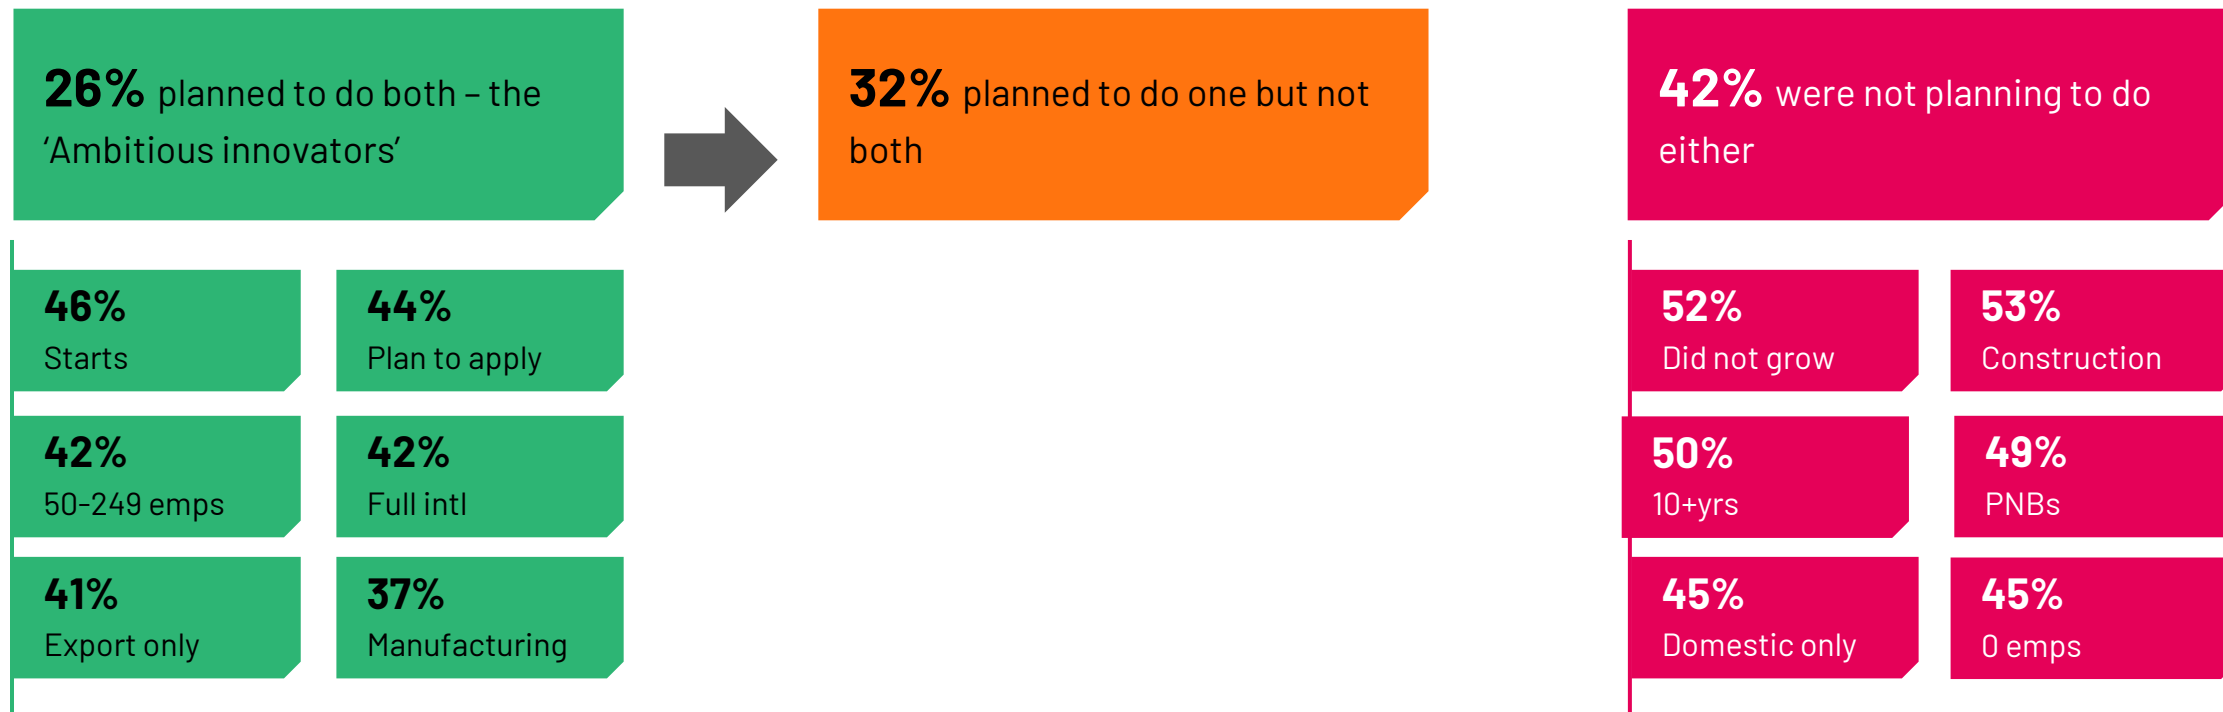 26% planned to do both – the
‘Ambitious innovators’
32% planned to do one but not
both
42% were not planning to do
either
46%
Starts
44%
Plan to apply
42%
50-249 emps
42%
Full intl
41%
Export only
37%
Manufacturing
52%
Did not grow
53%
Construction
50%
10+yrs
49%
PNBs
45%
Domestic only
45%
0 emps